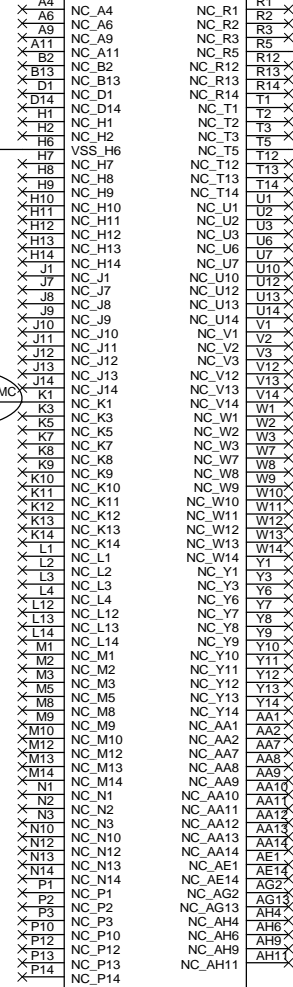 A4 NC_A4
A6 NC_A6
A9 NC_A9
A11 NC_A11
B2 NC_B2
B13 NC_B13
D1 NC_D1
D14 NC_D14
H1 NC_H1
H2 NC_H2
H6 VSS_H6
H7 NC_H7
H8 NC_H8
H9 NC_H9
H10 NC_H10
H11 NC_H11
H12 NC_H12
H13 NC_H13
H14 NC_H14
J1 NC_J1
J7 NC_J7
J8 NC_J8
J9 NC_J9
J10 NC_J10
J11 NC_J11
J12 NC_J12
J13 NC_J13
J14 NC_J14
MC
K1 NC_K1
K3 NC_K3
K5 NC_K5
K7 NC_K7
K8 NC_K8
K9 NC_K9
K10 NC_K10
K11 NC_K11
K12 NC_K12
K13 NC_K13
K14 NC_K14
L1 NC_L1
L2 NC_L2
L3 NC_L3
L4 NC_L4
L12 NC_L12
L13 NC_L13
L14 NC_L14
M1 NC_M1
M2 NC_M2
M3 NC_M3
M5 NC_M5
M8 NC_M8
M9 NC_M9
M10 NC_M10
M12 NC_M12
M13 NC_M13
M14 NC_M14
N1 NC_N1
N2 NC_N2
N3 NC_N3
N10 NC_N10
N12 NC_N12
N13 NC_N13
N14 NC_N14
P1 NC_P1
P2 NC_P2
P3 NC_P3
P10 NC_P10
P12 NC_P12
P13 NC_P13
P14 NC_P14
NC_R1 R1
NC_R2 R2
NC_R3 R3
NC_R5 R5
NC_R12 R12
NC_R13 R13
NC_R14 R14
NC_T1 T1
NC_T2 T2
NC_T3 T3
NC_T5 T5
NC_T12 T12
NC_T13 T13
NC_T14 T14
NC_U1 U1
NC_U2 U2
NC_U3 U3
NC_U6 U6
NC_U7 U7
NC_U10 U10
NC_U12 U12
NC_U13 U13
NC_U14 U14
NC_V1 V1
NC_V2 V2
NC_V3 V3
NC_V12 V12
NC_V13 V13
NC_V14 V14
NC_W1 W1
NC_W2 W2
NC_W3 W3
NC_W7 W7
NC_W8 W8
NC_W9 W9
NC_W10 W10
NC_W11 W11
NC_W12 W12
NC_W13 W13
NC_W14 W14
NC_Y1 Y1
NC_Y3 Y3
NC_Y6 Y6
NC_Y7 Y7
NC_Y8 Y8
NC_Y9 Y9
NC_Y10 Y10
NC_Y11 Y11
NC_Y12 Y12
NC_Y13 Y13
NC_Y14 Y14
NC_AA1 AA1
NC_AA2 AA2
NC_AA7 AA7
NC_AA8 AA8
NC_AA9 AA9
NC_AA10 AA10
NC_AA11 AA11
NC_AA12 AA12
NC_AA13 AA13
NC_AA14 AA14
NC_AE1 AE1
NC_AE14 AE14
NC_AG2 AG2
NC_AG13 AG13
NC_AH4 AH4
NC_AH6 AH6
NC_AH9 AH9
NC_AH11 AH11